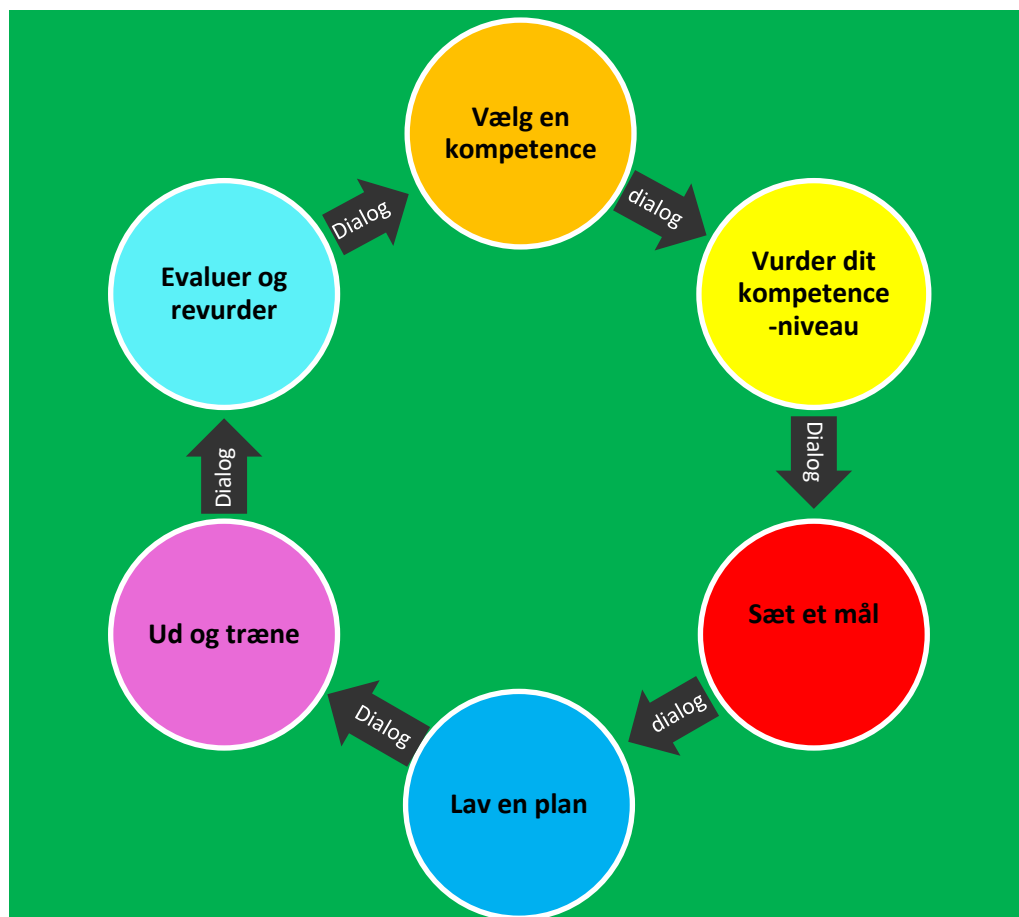 Vælg en
kompetence
dialog
Vurder dit
kompetence
-niveau
Dialog
Sæt et mål
dialog
Lav en plan
Dialog
Ud og træne
Dialog
Evaluer og
revurder
Dialog